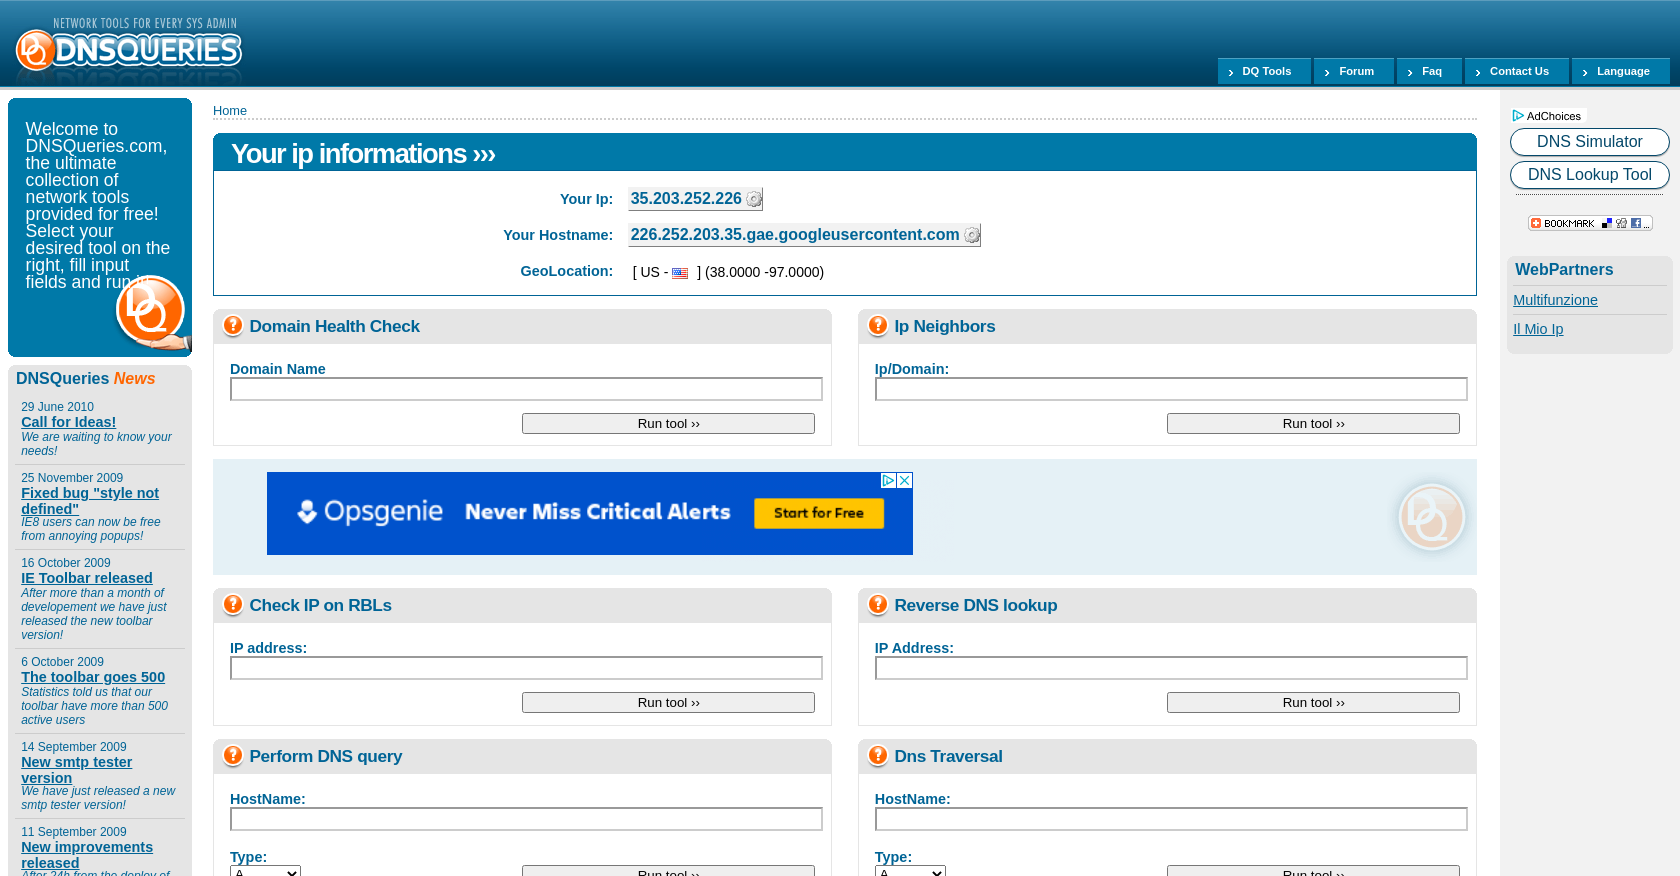 NETWORK TOOLS FOR EVERY SYS ADMIN
DQ DNSQUERIES
DQ Tools
Forum
Faq
Contact Us
Language
Welcome to
DNSQueries.com,
the ultimate
collection of
network tools
provided for free!
Select your
desired tool on the
right, fill input
fields and run it
DQ
DNSQueries News
29 June 2010
Call for Ideas!
We are waiting to know your
needs!
25 November 2009
Fixed bug "style not
defined"
IE8 users can now be free
from annoying popups!
16 October 2009
IE Toolbar released
After more than a month of
developement we have just
released the new toolbar
version!
6 October 2009
The toolbar goes 500
Statistics told us that our
toolbar have more than 500
active users
14 September 2009
New smtp tester
version
We have just released a new
smtp tester version!
11 September 2009
New improvements
released
After 24h from the deploy of
Home
Your ip informations ›››
Your Ip: 35.203.252.226
Your Hostname: 226.252.203.35.gae.googleusercontent.com
GeoLocation: [ US - ] (38.0000 -97.0000)
? Domain Health Check
Domain Name
Run tool ››
? Ip Neighbors
Ip/Domain:
Run tool ››
Opsgenie Never Miss Critical Alerts Start for Free
DQ
? Check IP on RBLs
IP address:
Run tool ››
? Reverse DNS lookup
IP Address:
Run tool ››
? Perform DNS query
HostName:
Type:
A
Run tool ››
? Dns Traversal
HostName:
Type:
A
Run tool ››
AdChoices
DNS Simulator
DNS Lookup Tool
BOOKMARK ...
WebPartners
Multifunzione
Il Mio Ip